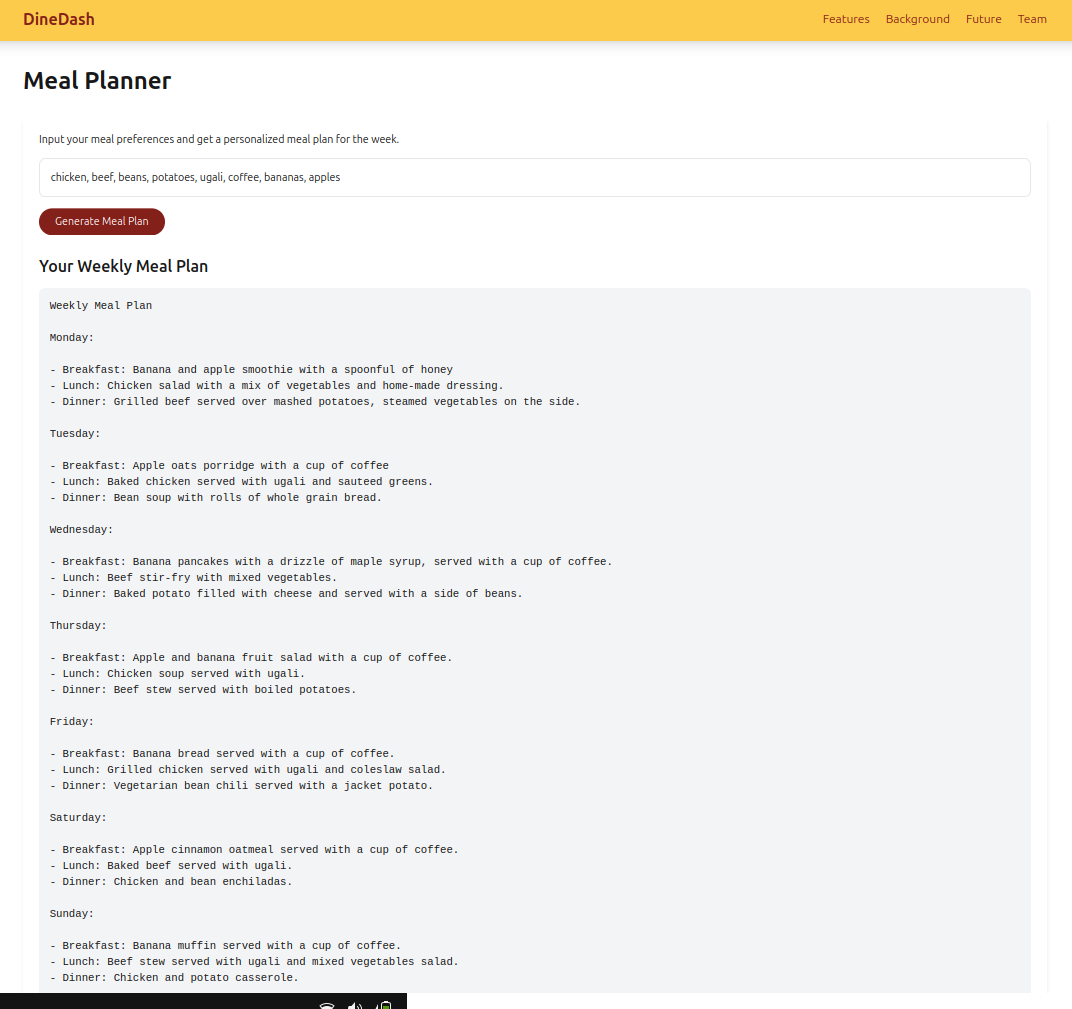 DineDash
Features Background Future Team
Meal Planner
Input your meal preferences and get a personalized meal plan for the week.
chicken, beef, beans, potatoes, ugali, coffee, bananas, apples
Generate Meal Plan
Your Weekly Meal Plan
Weekly Meal Plan
Monday:
- Breakfast: Banana and apple smoothie with a spoonful of honey
- Lunch: Chicken salad with a mix of vegetables and home-made dressing.
- Dinner: Grilled beef served over mashed potatoes, steamed vegetables on the side.
Tuesday:
- Breakfast: Apple oats porridge with a cup of coffee
- Lunch: Baked chicken served with ugali and sauteed greens.
- Dinner: Bean soup with rolls of whole grain bread.
Wednesday:
- Breakfast: Banana pancakes with a drizzle of maple syrup, served with a cup of coffee.
- Lunch: Beef stir-fry with mixed vegetables.
- Dinner: Baked potato filled with cheese and served with a side of beans.
Thursday:
- Breakfast: Apple and banana fruit salad with a cup of coffee.
- Lunch: Chicken soup served with ugali.
- Dinner: Beef stew served with boiled potatoes.
Friday:
- Breakfast: Banana bread served with a cup of coffee.
- Lunch: Grilled chicken served with ugali and coleslaw salad.
- Dinner: Vegetarian bean chili served with a jacket potato.
Saturday:
- Breakfast: Apple cinnamon oatmeal served with a cup of coffee.
- Lunch: Baked beef served with ugali.
- Dinner: Chicken and bean enchiladas.
Sunday:
- Breakfast: Banana muffin served with a cup of coffee.
- Lunch: Beef stew served with ugali and mixed vegetables salad.
- Dinner: Chicken and potato casserole.